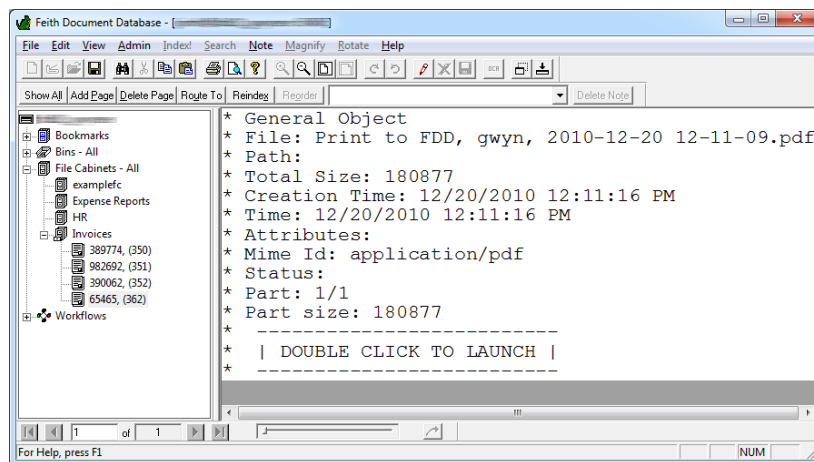 Feith Document Database - [
File Edit View Admin Index! Search Note Magnify Rotate Help
OCR
Show All Add Page Delete Page Route To Reindex Reorder Delete Note
Bookmarks
Bins - All
File Cabinets - All
examplefc
Expense Reports
HR
Invoices
389774, (350)
982692, (351)
390062, (352)
65465, (362)
Workflows
* General Object
* File: Print to FDD, gwyn, 2010-12-20 12-11-09.pdf
* Path:
* Total Size: 180877
* Creation Time: 12/20/2010 12:11:16 PM
* Time: 12/20/2010 12:11:16 PM
* Attributes:
* Mime Id: application/pdf
* Status:
* Part: 1/1
* Part size: 180877
* --------------------------
* | DOUBLE CLICK TO LAUNCH |
* --------------------------
1 of 1
For Help, press F1 NUM